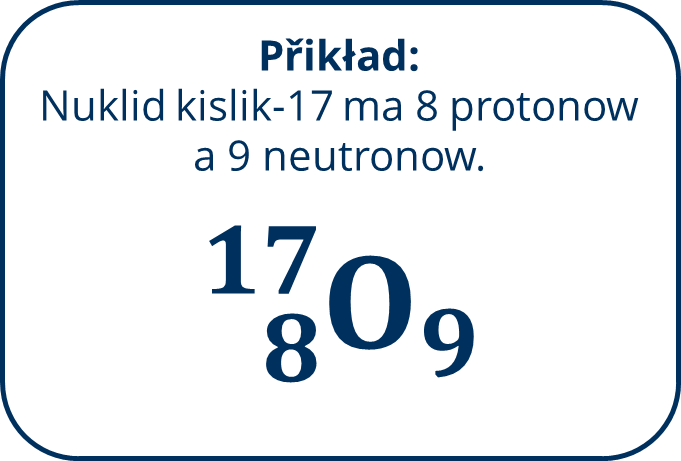 Přikład:
Nuklid kislik-17 ma 8 protonow
a 9 neutronow.
17
8O9